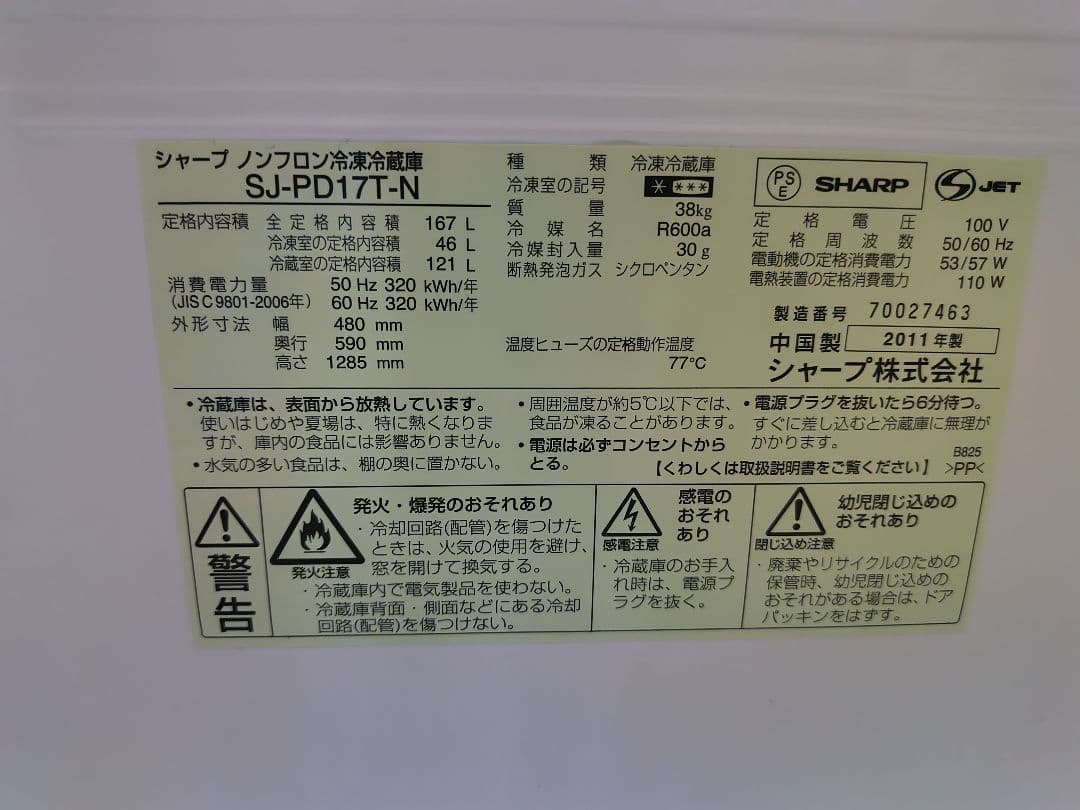 シャープ ノンフロン冷凍冷蔵庫
SJ-PD17T-N
定格内容積 全定格内容積 167 L
冷凍室の定格内容積 46 L
冷蔵室の定格内容積 121 L
消費電力量 50 Hz 320 kWh/年
(JIS C 9801-2006年) 60 Hz 320 kWh/年
外形寸法 幅 480 mm
奥行 590 mm
高さ 1285 mm
種類 冷凍冷蔵庫
冷凍室の記号 * ***
質量 38kg
冷媒名 R600a
冷媒封入量 30 g
断熱発泡ガス シクロペンタン
温度ヒューズの定格動作温度
77℃
PS
E
SHARP
S JET
定格電圧 100 V
定格周波数 50/60 Hz
電動機の定格消費電力 53/57 W
電熱装置の定格消費電力 110 W
製造番号 70027463
中国製 2011年製
シャープ株式会社
・冷蔵庫は、表面から放熱しています。
使いはじめや夏場は、特に熱くなりま
すが、庫内の食品には影響ありません。
・水気の多い食品は、棚の奥に置かない。
・周囲温度が約5℃以下では、
食品が凍ることがあります。
・電源は必ずコンセントから
とる。
・電源プラグを抜いたら6分待つ。
すぐに差し込むと冷蔵庫に無理が
かかります。
B825
【くわしくは取扱説明書をご覧ください】 >PP<
警告
発火注意
発火・爆発のおそれあり
・冷却回路(配管)を傷つけた
ときは、火気の使用を避け、
窓を開けて換気する。
・冷蔵庫内で電気製品を使わない。
・冷蔵庫背面・側面などにある冷却
回路(配管)を傷つけない。
感電注意
感電の
おそれ
あり
・冷蔵庫のお手入
れ時は、電源プ
ラグを抜く。
閉じ込め注意
幼児閉じ込めの
おそれあり
・廃棄やリサイクルのための
保管時、幼児閉じ込めの
おそれがある場合は、ドア
パッキンをはずす。